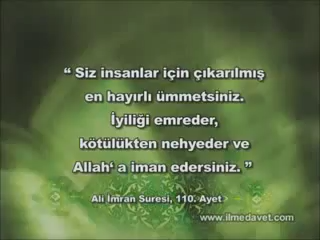 “ Siz insanlar için çıkarılmış
en hayırlı ümmetsiniz.
İyiliği emreder,
kötülükten nehyeder ve
Allah‘ a iman edersiniz. ”
Ali İmran Suresi, 110. Ayet
www.ilmedavet.com